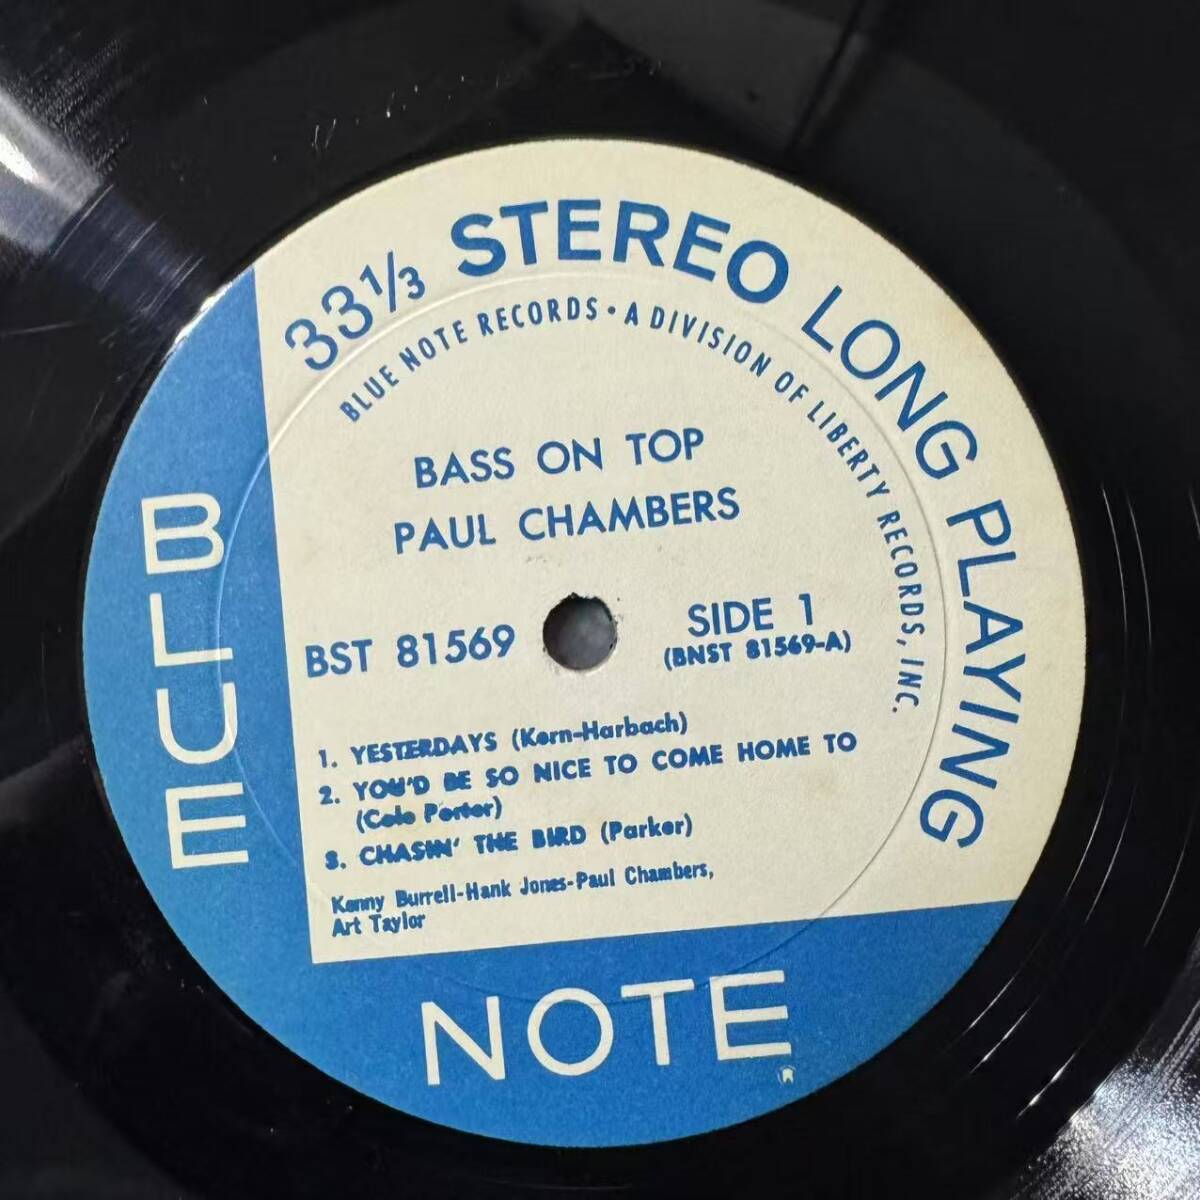 33⅓ STEREO LONG PLAYING
BLUE NOTE RECORDS • A DIVISION OF LIBERTY RECORDS, INC.
BASS ON TOP
PAUL CHAMBERS
BST 81569
SIDE 1
(BNST 81569-A)
1. YESTERDAYS (Kern-Harbach)
2. YOU'D BE SO NICE TO COME HOME TO
(Cole Porter)
3. CHASIN' THE BIRD (Parker)
Kenny Burrell-Hank Jones-Paul Chambers,
Art Taylor
BLUE
NOTE
®